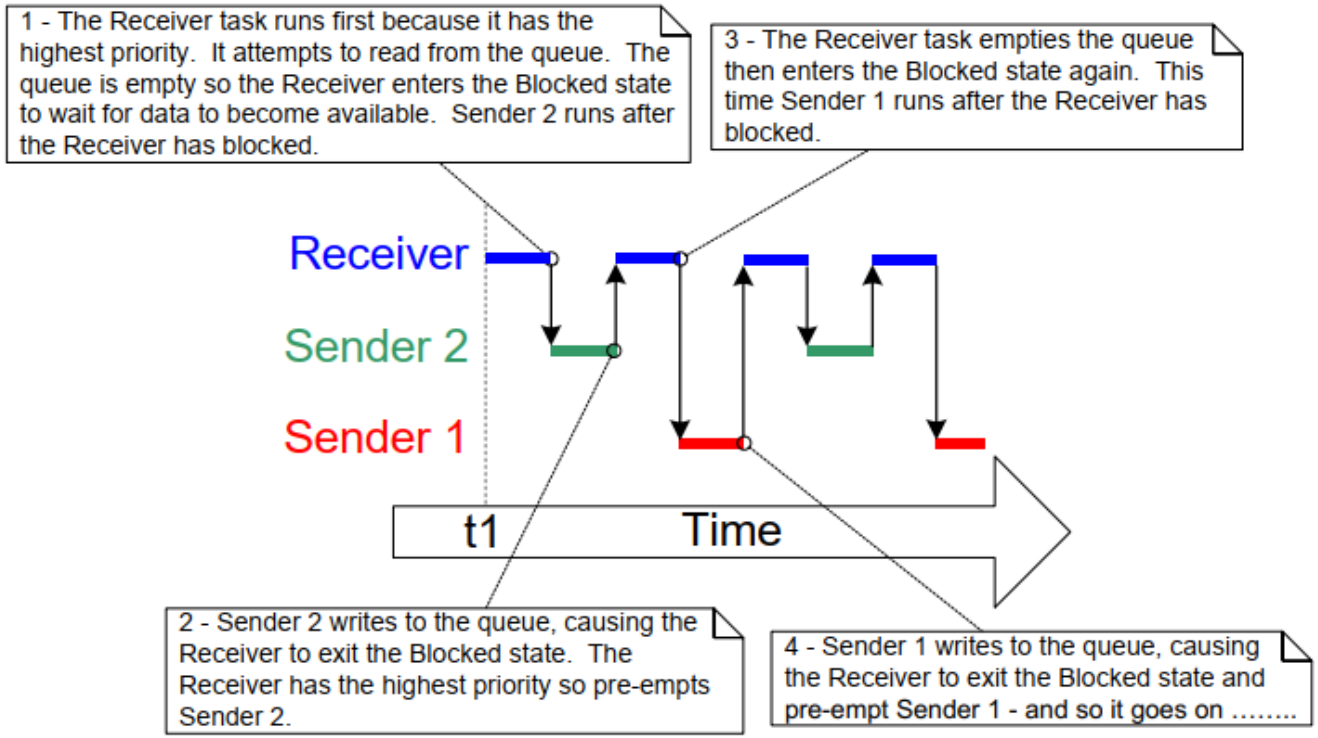 1 - The Receiver task runs first because it has the
highest priority.  It attempts to read from the queue.  The
queue is empty so the Receiver enters the Blocked state
to wait for data to become available.  Sender 2 runs after
the Receiver has blocked.
3 - The Receiver task empties the queue
then enters the Blocked state again.  This
time Sender 1 runs after the Receiver has
blocked.
Receiver
Sender 2
Sender 1
t1
Time
2 - Sender 2 writes to the queue, causing the
Receiver to exit the Blocked state.  The
Receiver has the highest priority so pre-empts
Sender 2.
4 - Sender 1 writes to the queue, causing
the Receiver to exit the Blocked state and
pre-empt Sender 1 - and so it goes on ........